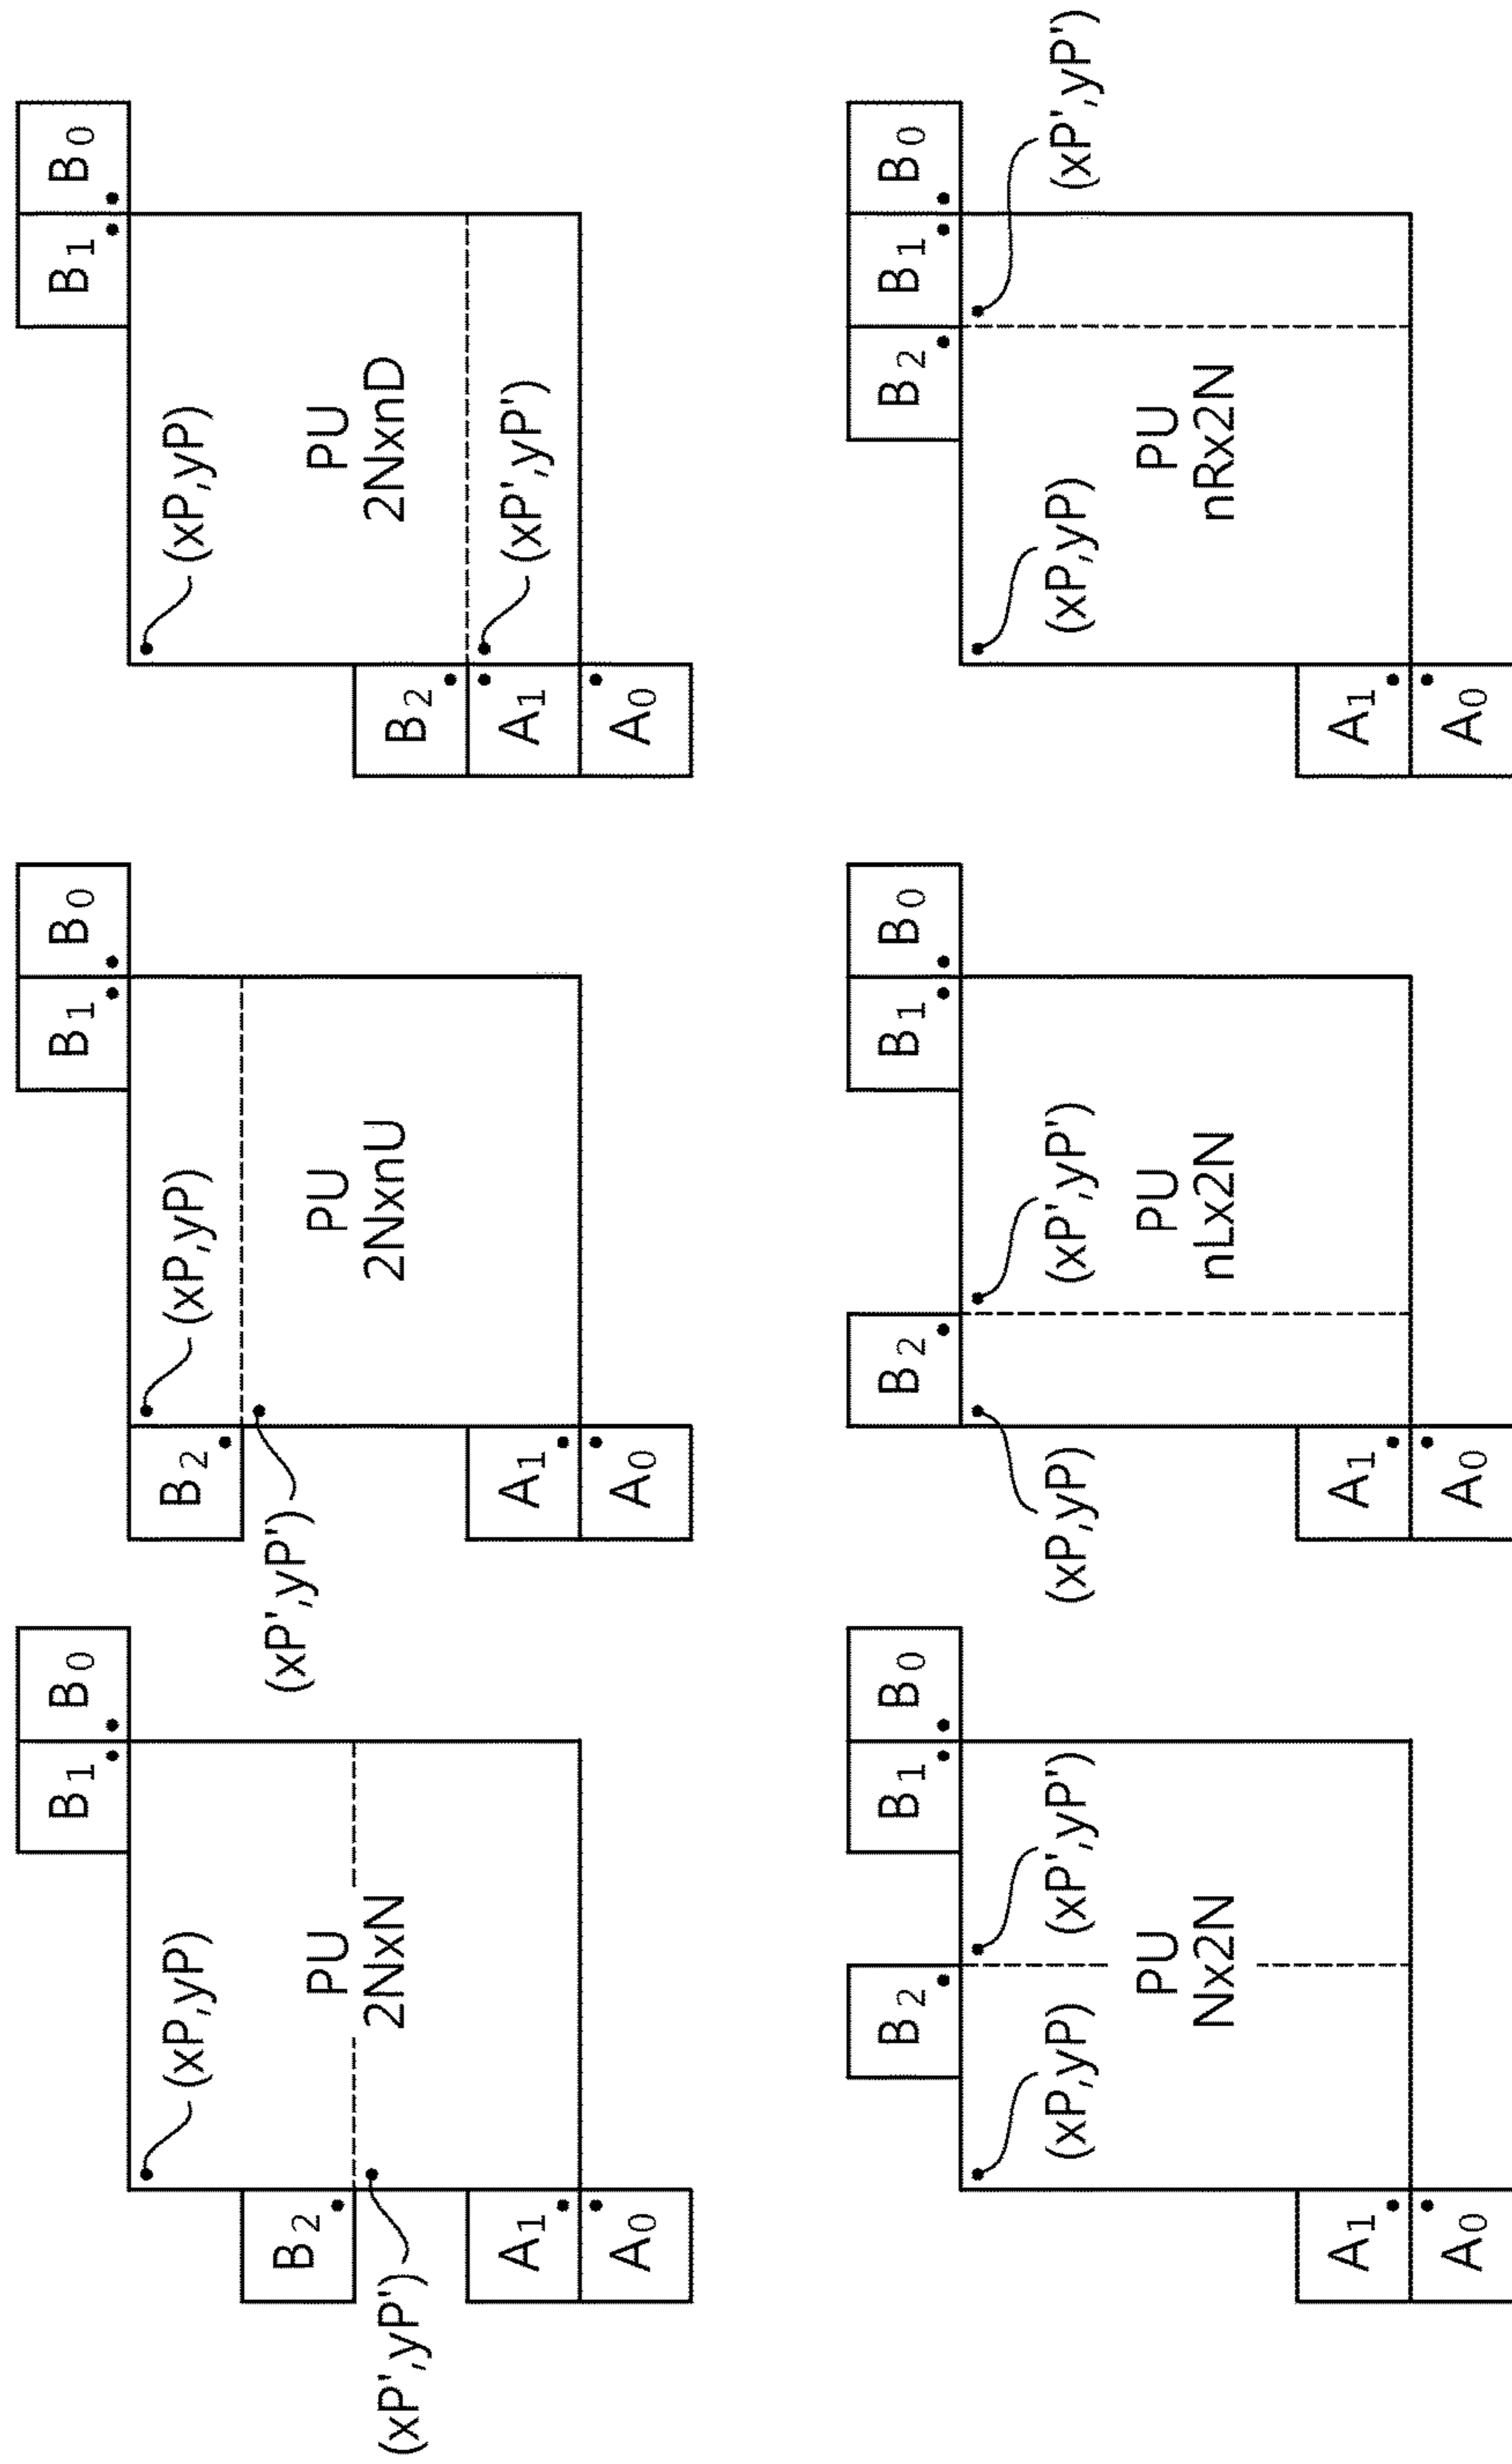 B₁ B₀
(xP,yP)
B₂
PU
2NxN
(xP',yP')
A₁
A₀
B₁ B₀
(xP,yP)
B₂
(xP',yP')
PU
2NxnU
A₁
A₀
B₁ B₀
(xP,yP)
PU
2NxnD
B₂
A₁
(xP',yP')
A₀
B₂ B₁ B₀
(xP,yP) (xP',yP')
PU
Nx2N
A₁
A₀
B₂ B₁ B₀
(xP,yP) (xP',yP')
PU
nLx2N
A₁
A₀
B₂ B₁ B₀
(xP,yP) (xP',yP')
PU
nRx2N
A₁
A₀